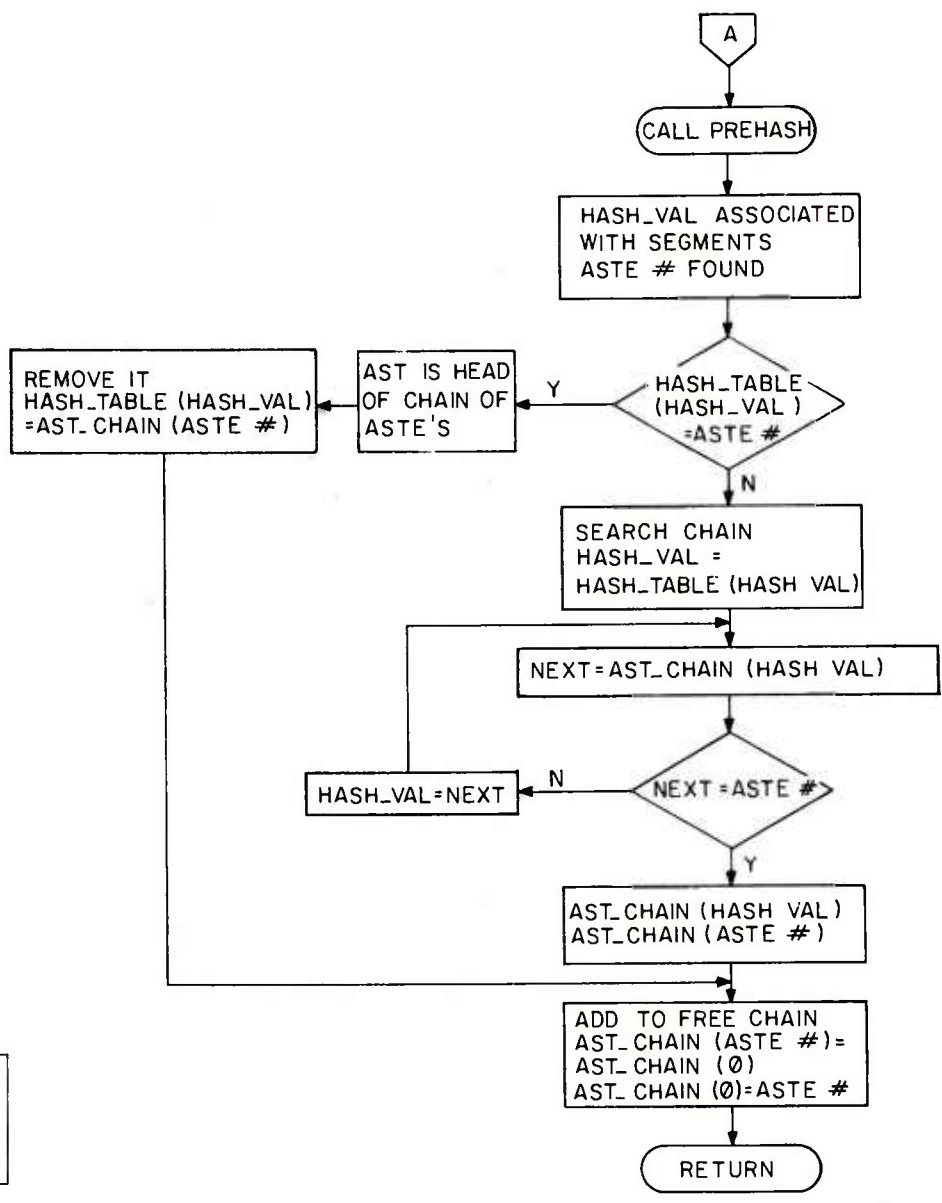 A
CALL PREHASH
HASH_VAL ASSOCIATED
WITH SEGMENTS
ASTE # FOUND
HASH_TABLE
(HASH_VAL)
=ASTE #
Y
AST IS HEAD
OF CHAIN OF
ASTE'S
REMOVE IT
HASH_TABLE (HASH_VAL)
=AST_CHAIN (ASTE #)
N
SEARCH CHAIN
HASH_VAL =
HASH_TABLE (HASH VAL)
NEXT=AST_CHAIN (HASH VAL)
NEXT=ASTE #
N
HASH_VAL=NEXT
Y
AST_CHAIN (HASH VAL)
AST_CHAIN (ASTE #)
ADD TO FREE CHAIN
AST_CHAIN (ASTE #)=
AST_CHAIN (Ø)
AST_CHAIN (Ø)=ASTE #
RETURN